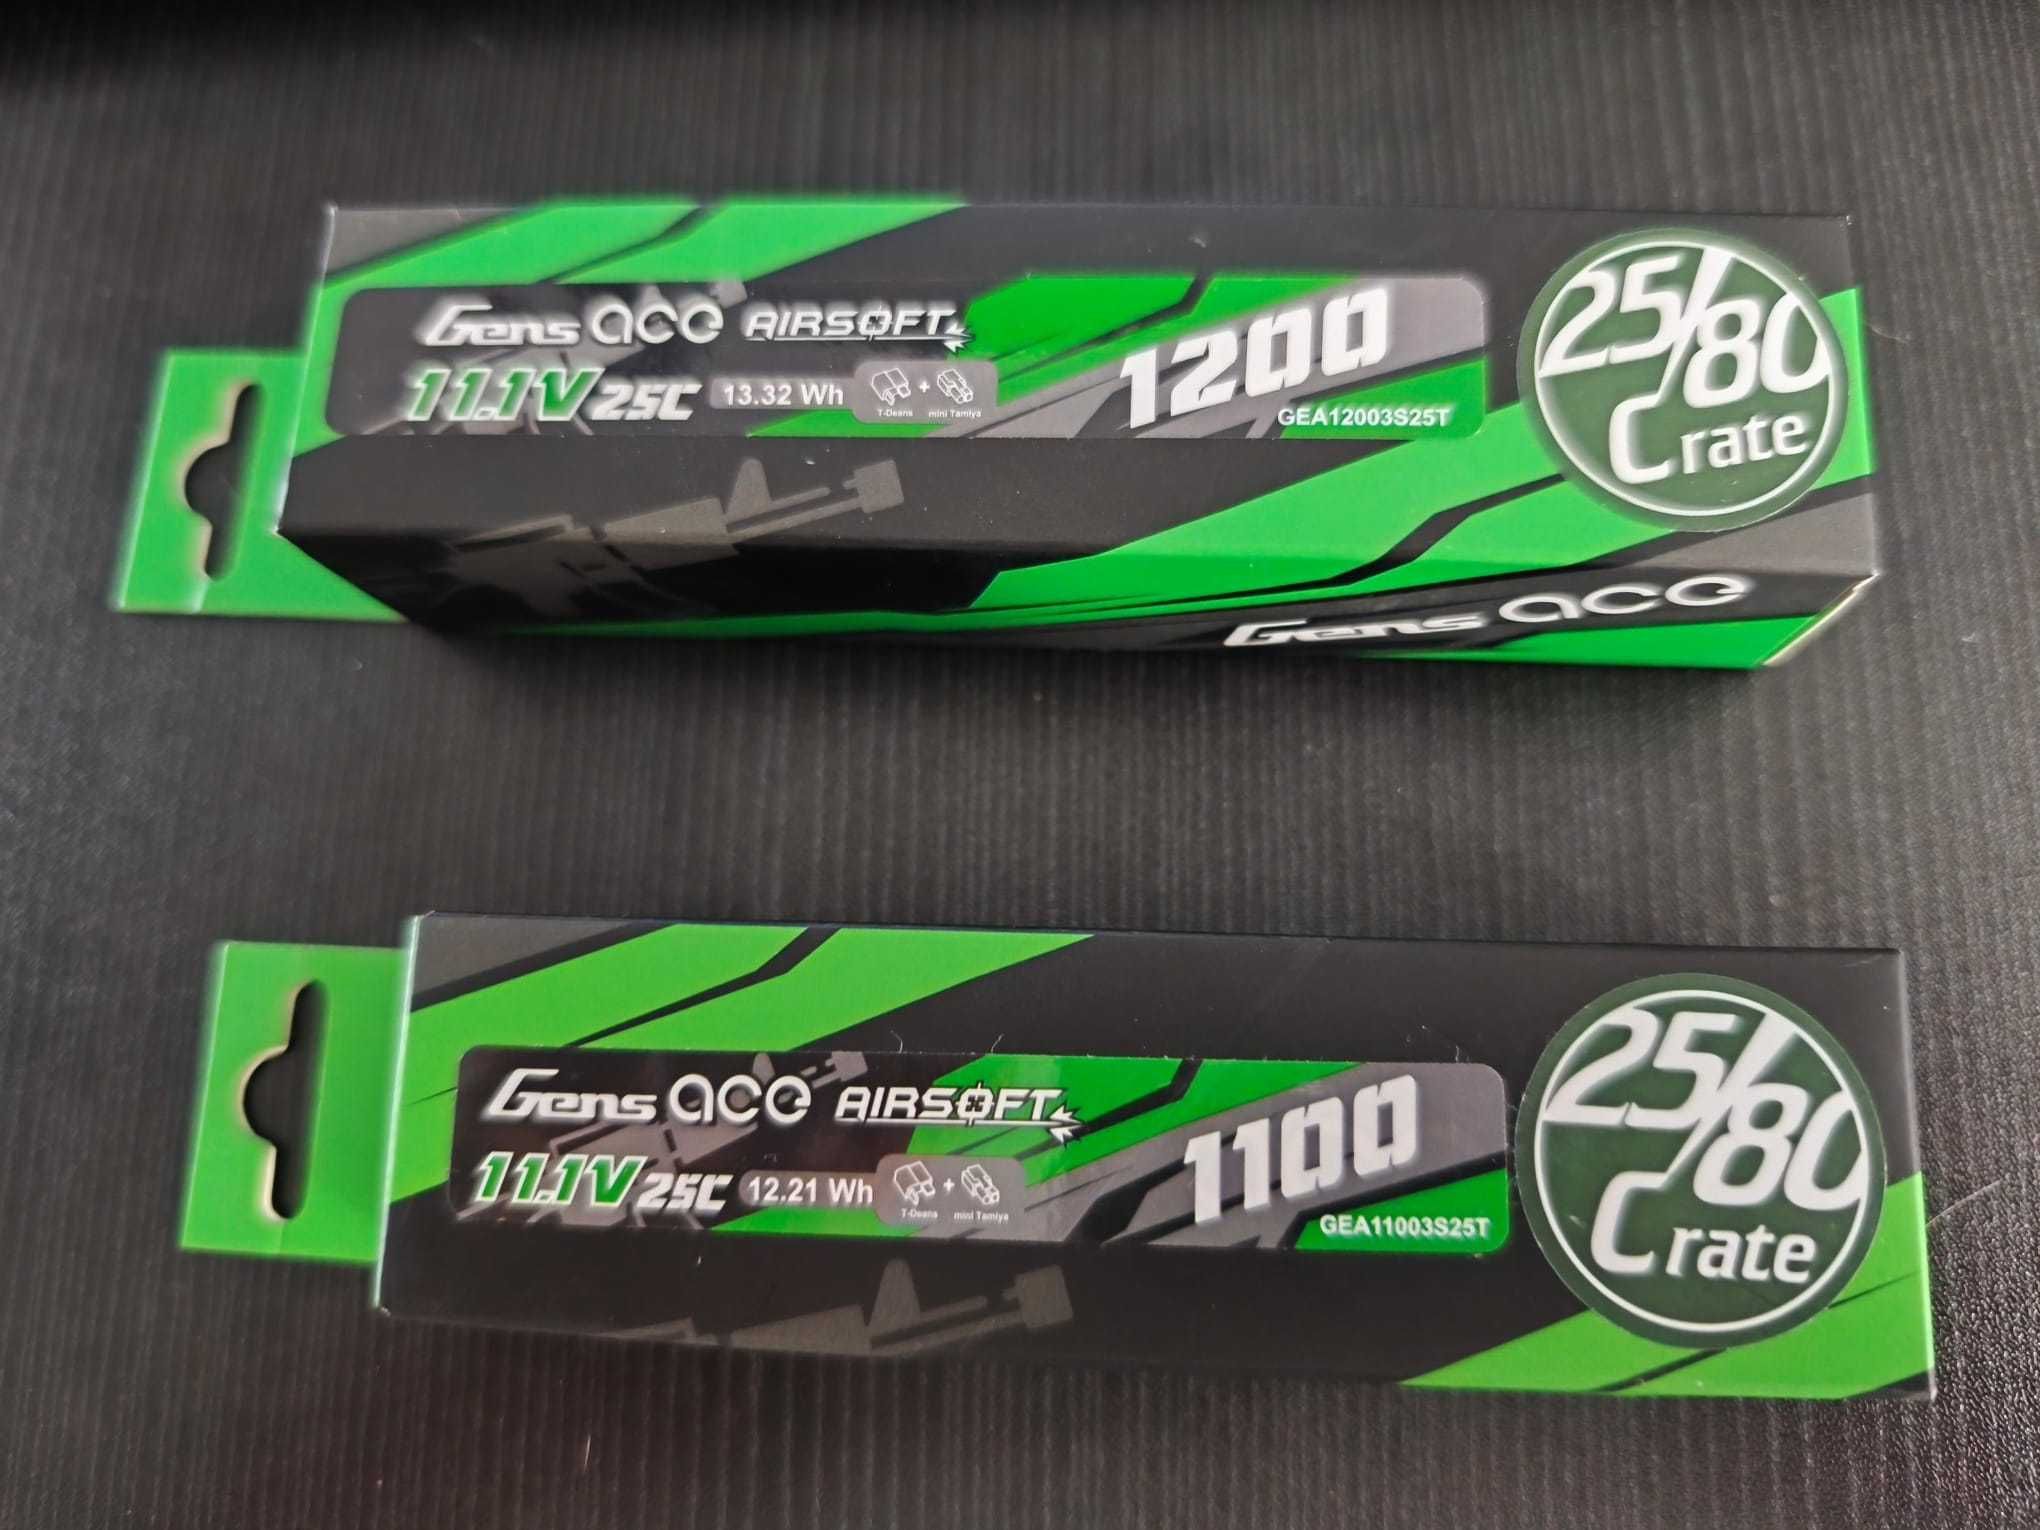 Gens ace AIRSOFT
1200
25/80
C rate
11.1V 25C 13.32 Wh
T-Deans + mini Tamiya
GEA12003S25T
Gens ace
Gens ace AIRSOFT
1100
25/80
C rate
11.1V 25C 12.21 Wh
T-Deans + mini Tamiya
GEA11003S25T